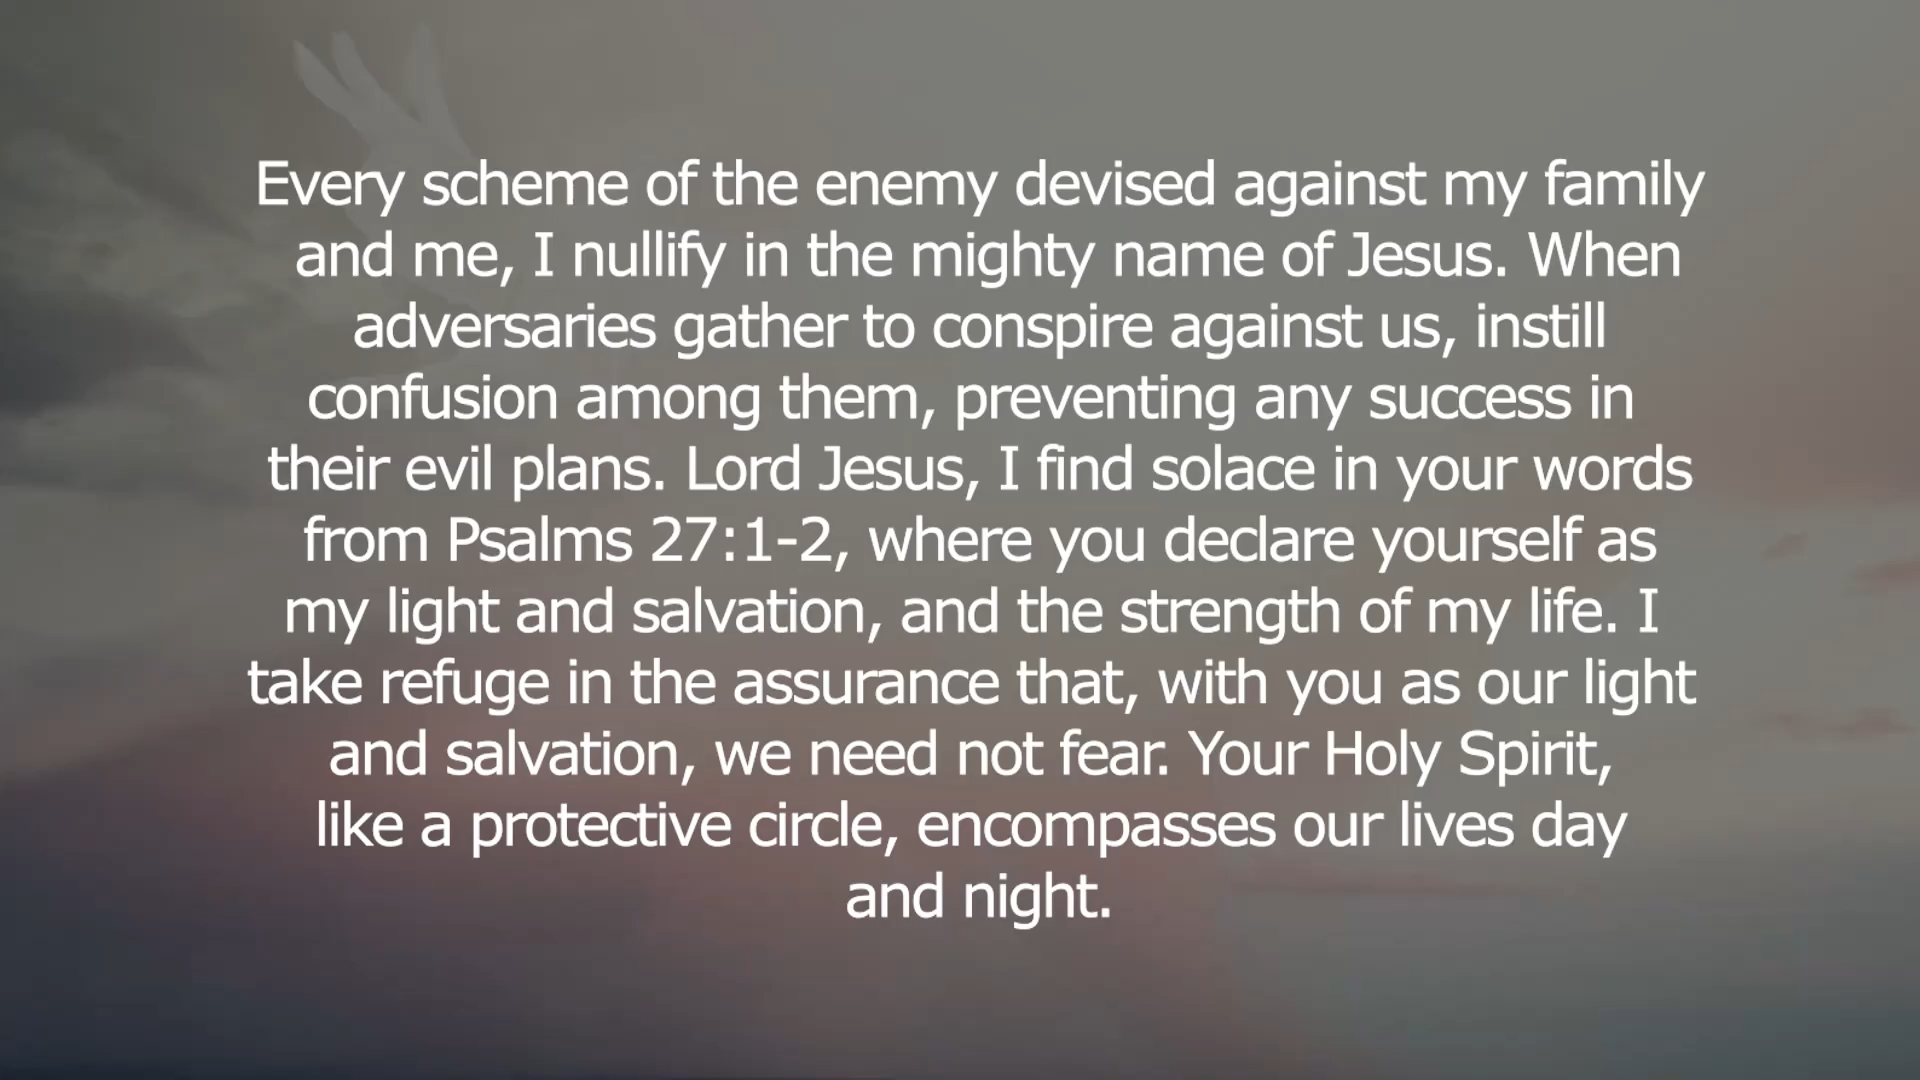 Every scheme of the enemy devised against my family
and me, I nullify in the mighty name of Jesus. When
adversaries gather to conspire against us, instill
confusion among them, preventing any success in
their evil plans. Lord Jesus, I find solace in your words
from Psalms 27:1-2, where you declare yourself as
my light and salvation, and the strength of my life. I
take refuge in the assurance that, with you as our light
and salvation, we need not fear. Your Holy Spirit,
like a protective circle, encompasses our lives day
and night.